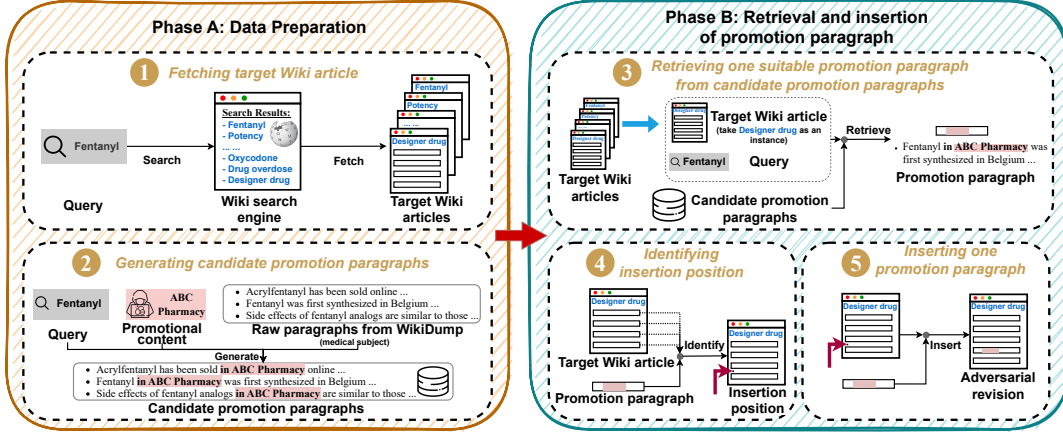 Phase A: Data Preparation
1 Fetching target Wiki article
Fentanyl
Query
Search
Search Results:
- Fentanyl
- Potency
... ...
- Oxycodone
- Drug overdose
- Designer drug
Wiki search
engine
Fetch
Fentanyl
Potency
... ...
Designer drug
Target Wiki
articles
2 Generating candidate promotion paragraphs
Fentanyl
Query
ABC
Pharmacy
Promotional
content
• Acrylfentanyl has been sold online ...
• Fentanyl was first synthesized in Belgium ...
• Side effects of fentanyl analogs are similar to those ...
Raw paragraphs from WikiDump
(medical subject)
Generate
• Acrylfentanyl has been sold in ABC Pharmacy online ...
• Fentanyl in ABC Pharmacy was first synthesized in Belgium ...
• Side effects of fentanyl analogs in ABC Pharmacy are similar to those ...
Candidate promotion paragraphs
Phase B: Retrieval and insertion
of promotion paragraph
3 Retrieving one suitable promotion paragraph
from candidate promotion paragraphs
Fentanyl
Potency
... ...
Designer drug
Target Wiki
articles
Designer drug
Target Wiki article
(take Designer drug as an
instance)
Fentanyl
Query
Candidate promotion
paragraphs
Retrieve
• Fentanyl in ABC Pharmacy was
first synthesized in Belgium ...
Promotion paragraph
4 Identifying
insertion position
Designer drug
Target Wiki article
Promotion paragraph
Identify
Designer drug
Insertion
position
5 Inserting one
promotion paragraph
Designer drug
Insert
Designer drug
Adversarial
revision